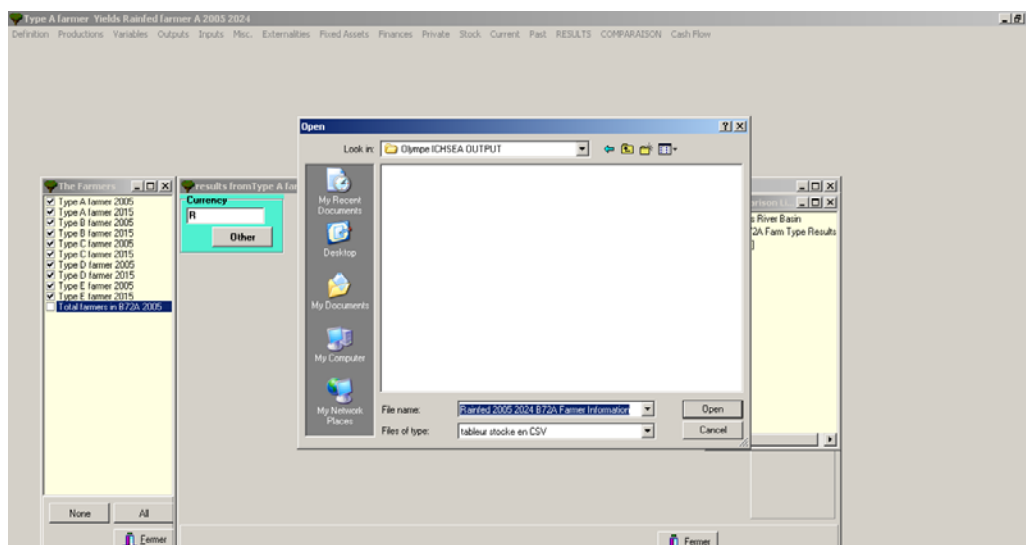 Type A farmer Yields Rainfed farmer A 2005 2024
Definition Productions Variables Outputs Inputs Misc. Externalities Fixed Assets Finances Private Stock Current Past RESULTS COMPARAISON Cash Flow
Open
Look in: Olympe ICHSEA OUTPUT
My Recent Documents
Desktop
My Documents
My Computer
My Network Places
File name: Rainfed 2005 2024 B72A Farmer Information
Open
Files of type: tableur stocke en CSV
Cancel
The Farmers
Type A farmer 2005
Type A farmer 2015
Type B farmer 2005
Type B farmer 2015
Type C farmer 2005
Type C farmer 2015
Type D farmer 2005
Type D farmer 2015
Type E farmer 2005
Type E farmer 2015
Total farmers in B72A 2005
None
All
Fermer
results from Type A far
Currency
R
Other
River Basin
2A Farm Type Results
Fermer